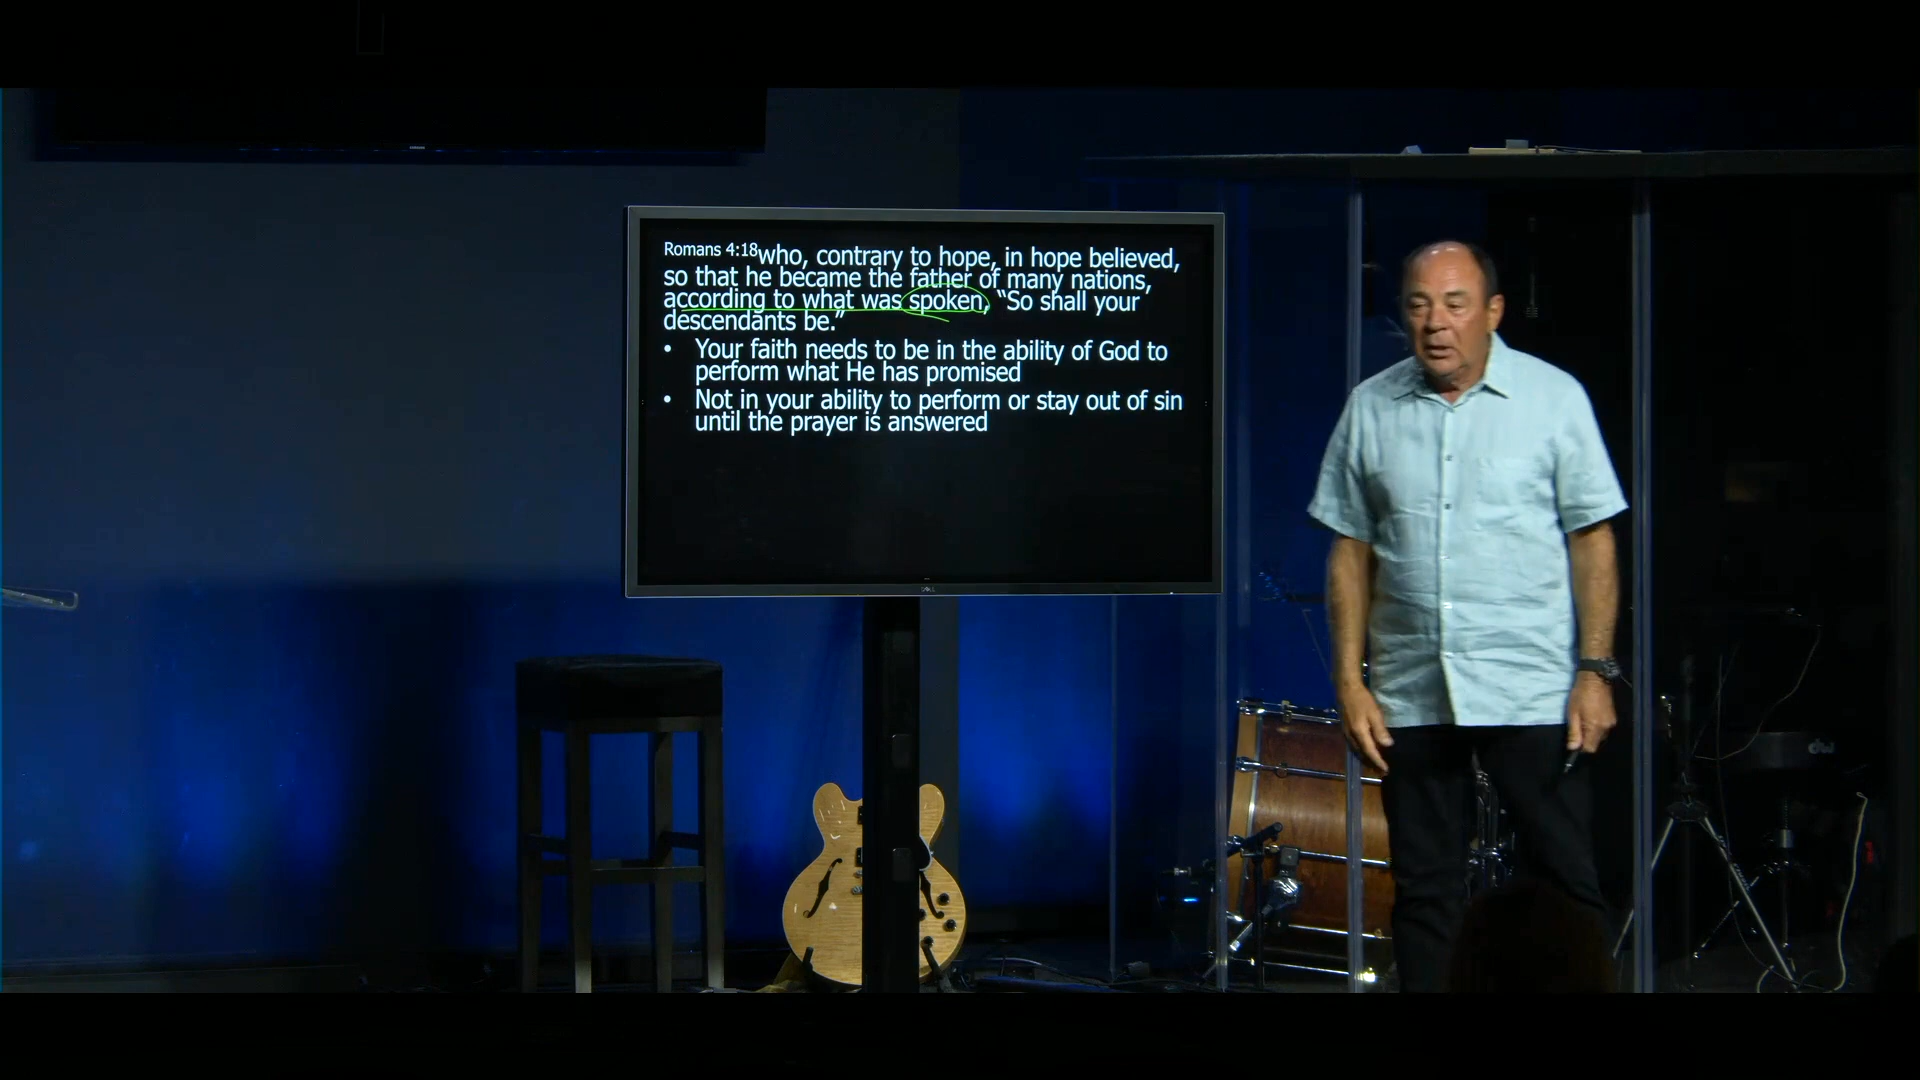 Romans 4:18who, contrary to hope, in hope believed,
so that he became the father of many nations,
according to what was spoken, “So shall your
descendants be.”
• Your faith needs to be in the ability of God to
perform what He has promised
• Not in your ability to perform or stay out of sin
until the prayer is answered
DELL
dw